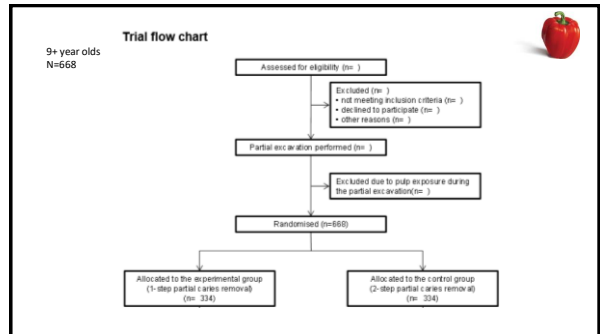 Trial flow chart
9+ year olds
N=668
Assessed for eligibility (n= )
Excluded (n= )
• not meeting inclusion criteria (n= )
• declined to participate (n= )
• other reasons (n= )
Partial excavation performed (n= )
Excluded due to pulp exposure during
the partial excavation(n= )
Randomised (n=668)
Allocated to the experimental group
(1-step partial caries removal)
(n= 334)
Allocated to the control group
(2-step partial caries removal)
(n= 334)